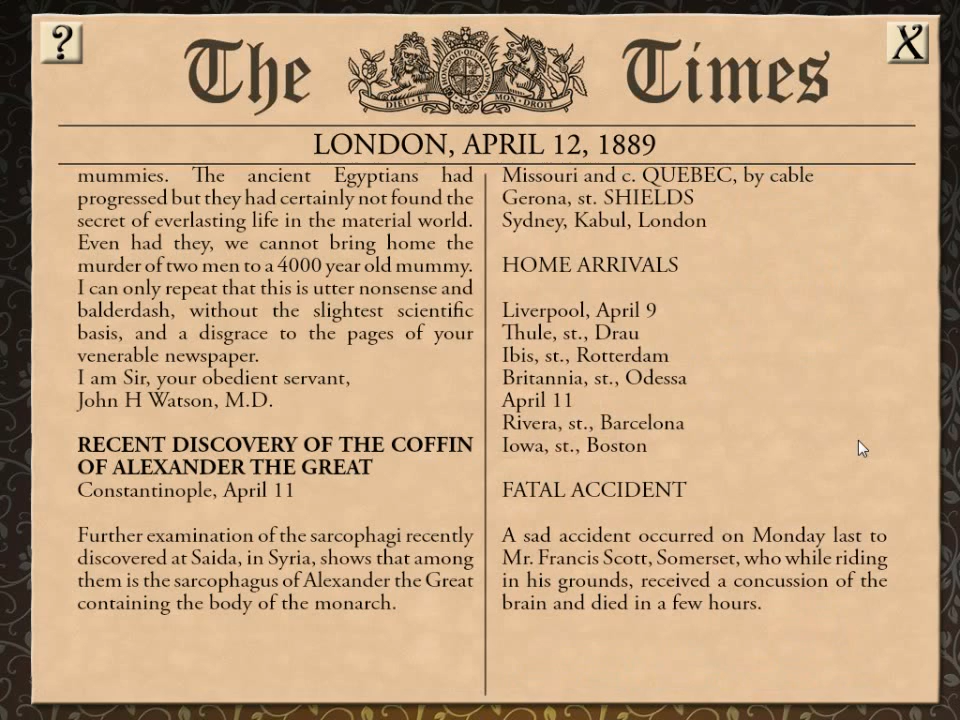 ?
X
The Times
DIEU · ET MON · DROIT
LONDON, APRIL 12, 1889
mummies. The ancient Egyptians had
progressed but they had certainly not found the
secret of everlasting life in the material world.
Even had they, we cannot bring home the
murder of two men to a 4000 year old mummy.
I can only repeat that this is utter nonsense and
balderdash, without the slightest scientific
basis, and a disgrace to the pages of your
venerable newspaper.
I am Sir, your obedient servant,
John H Watson, M.D.
RECENT DISCOVERY OF THE COFFIN
OF ALEXANDER THE GREAT
Constantinople, April 11
Further examination of the sarcophagi recently
discovered at Saida, in Syria, shows that among
them is the sarcophagus of Alexander the Great
containing the body of the monarch.
Missouri and c. QUEBEC, by cable
Gerona, st. SHIELDS
Sydney, Kabul, London
HOME ARRIVALS
Liverpool, April 9
Thule, st., Drau
Ibis, st., Rotterdam
Britannia, st., Odessa
April 11
Rivera, st., Barcelona
Iowa, st., Boston
FATAL ACCIDENT
A sad accident occurred on Monday last to
Mr. Francis Scott, Somerset, who while riding
in his grounds, received a concussion of the
brain and died in a few hours.